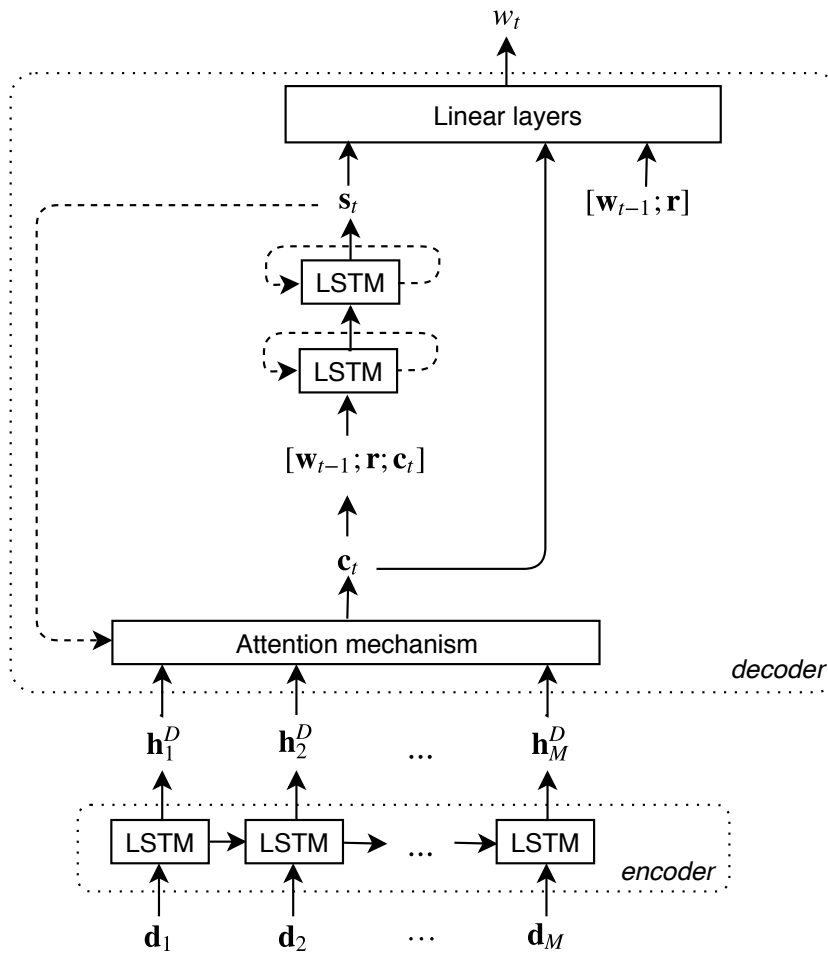 w_t
Linear layers
s_t
[w_{t−1}; r]
LSTM
LSTM
[w_{t−1}; r; c_t]
c_t
Attention mechanism
decoder
h_1^D h_2^D ... h_M^D
LSTM LSTM ... LSTM
encoder
d_1 d_2 ... d_M